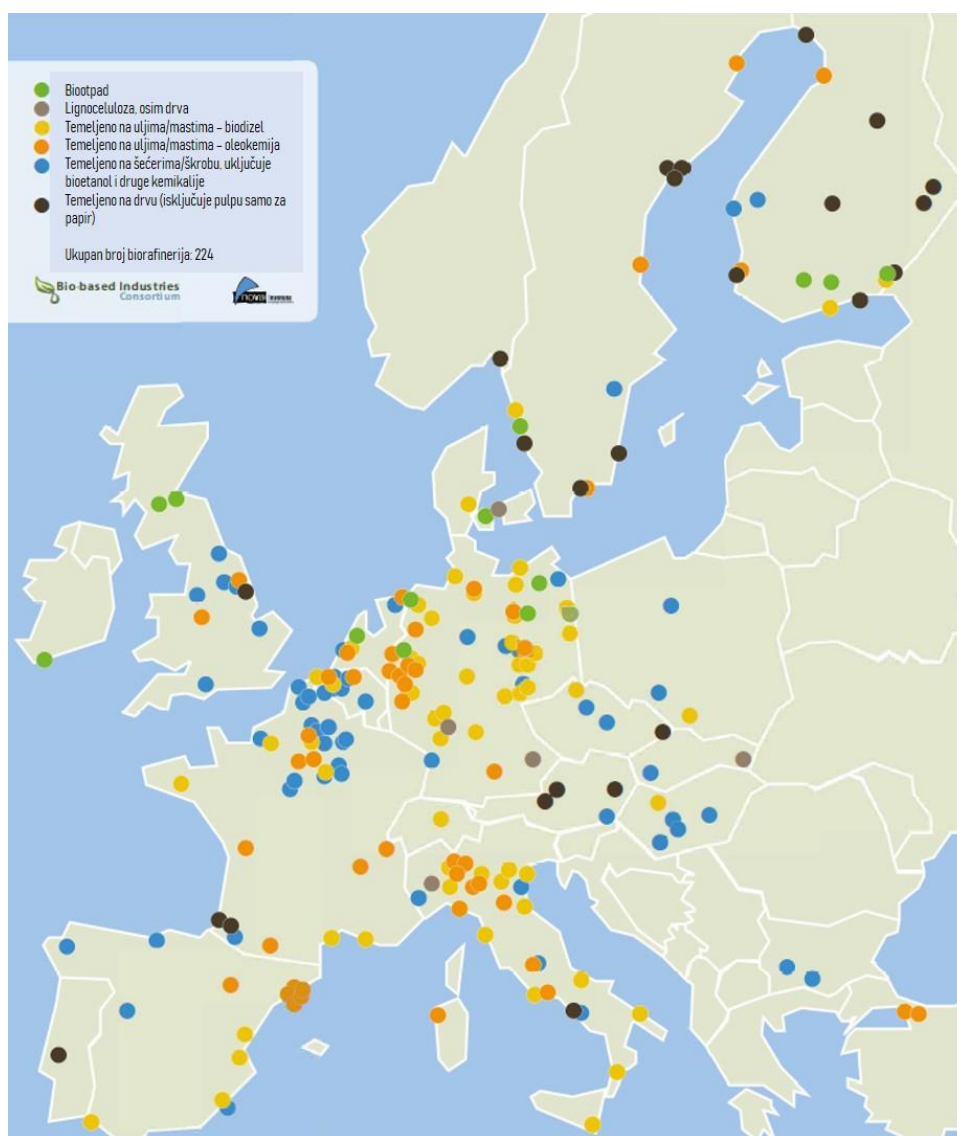 Biootpad
Lignoceluloza, osim drva
Temeljeno na uljima/mastima – biodizel
Temeljeno na uljima/mastima – oleokemija
Temeljeno na šećerima/škrobu, uključuje
bioetanol i druge kemikalije
Temeljeno na drvu (isključuje pulpu samo za
papir)
Ukupan broj biorafinerija: 224
Bio-based Industries
Consortium
nova